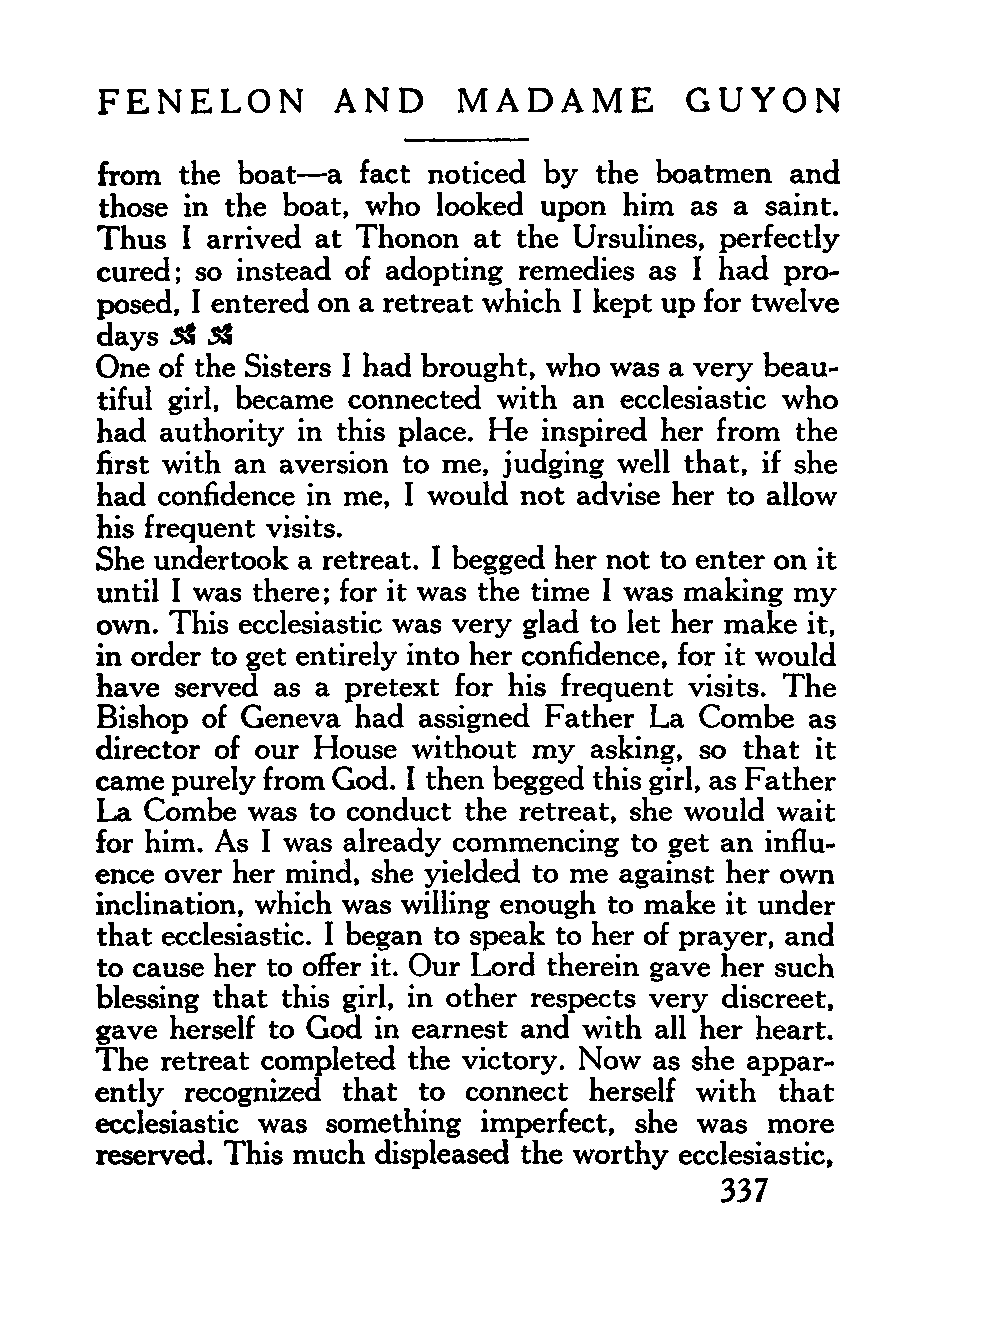 FENELON AND MADAME GUYON
from the boat—a fact noticed by the boatmen and
those in the boat, who looked upon him as a saint.
Thus I arrived at Thonon at the Ursulines, perfectly
cured; so instead of adopting remedies as I had pro-
posed, I entered on a retreat which I kept up for twelve
days
One of the Sisters I had brought, who was a very beau-
tiful girl, became connected with an ecclesiastic who
had authority in this place. He inspired her from the
first with an aversion to me, judging well that, if she
had confidence in me, I would not advise her to allow
his frequent visits.
She undertook a retreat. I begged her not to enter on it
until I was there; for it was the time I was making my
own. This ecclesiastic was very glad to let her make it,
in order to get entirely into her confidence, for it would
have served as a pretext for his frequent visits. The
Bishop of Geneva had assigned Father La Combe as
director of our House without my asking, so that it
came purely from God. I then begged this girl, as Father
La Combe was to conduct the retreat, she would wait
for him. As I was already commencing to get an influ-
ence over her mind, she yielded to me against her own
inclination, which was willing enough to make it under
that ecclesiastic. I began to speak to her of prayer, and
to cause her to offer it. Our Lord therein gave her such
blessing that this girl, in other respects very discreet,
gave herself to God in earnest and with all her heart.
The retreat completed the victory. Now as she appar-
ently recognized that to connect herself with that
ecclesiastic was something imperfect, she was more
reserved. This much displeased the worthy ecclesiastic,
337